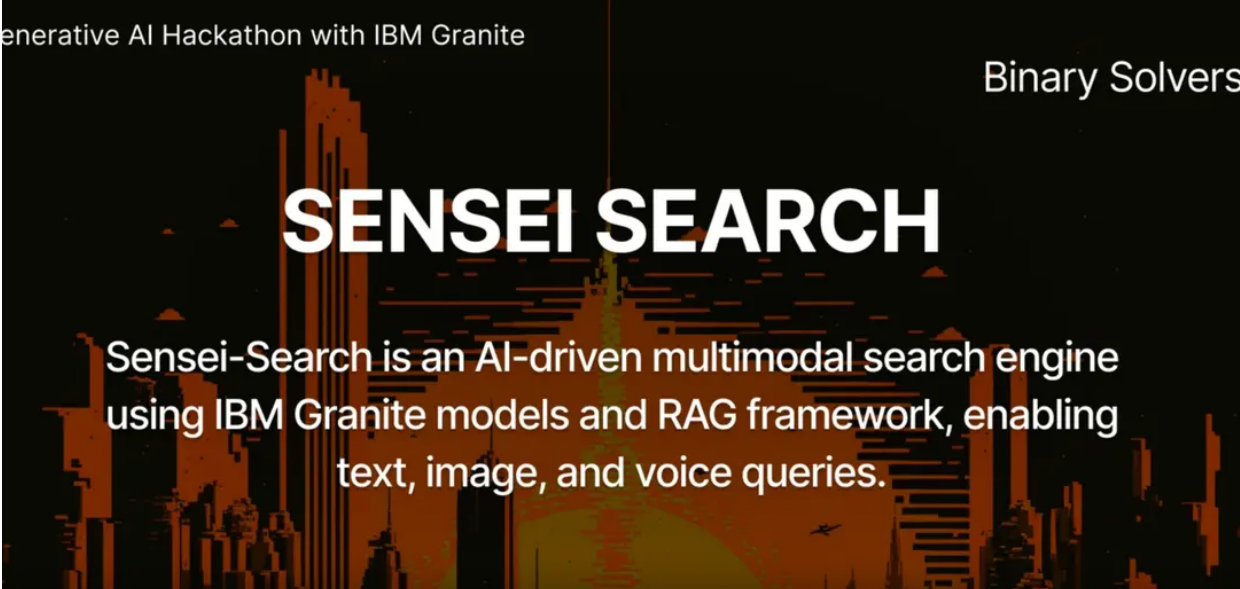 enerative AI Hackathon with IBM Granite
Binary Solvers
SENSEI SEARCH
Sensei-Search is an AI-driven multimodal search engine
using IBM Granite models and RAG framework, enabling
text, image, and voice queries.